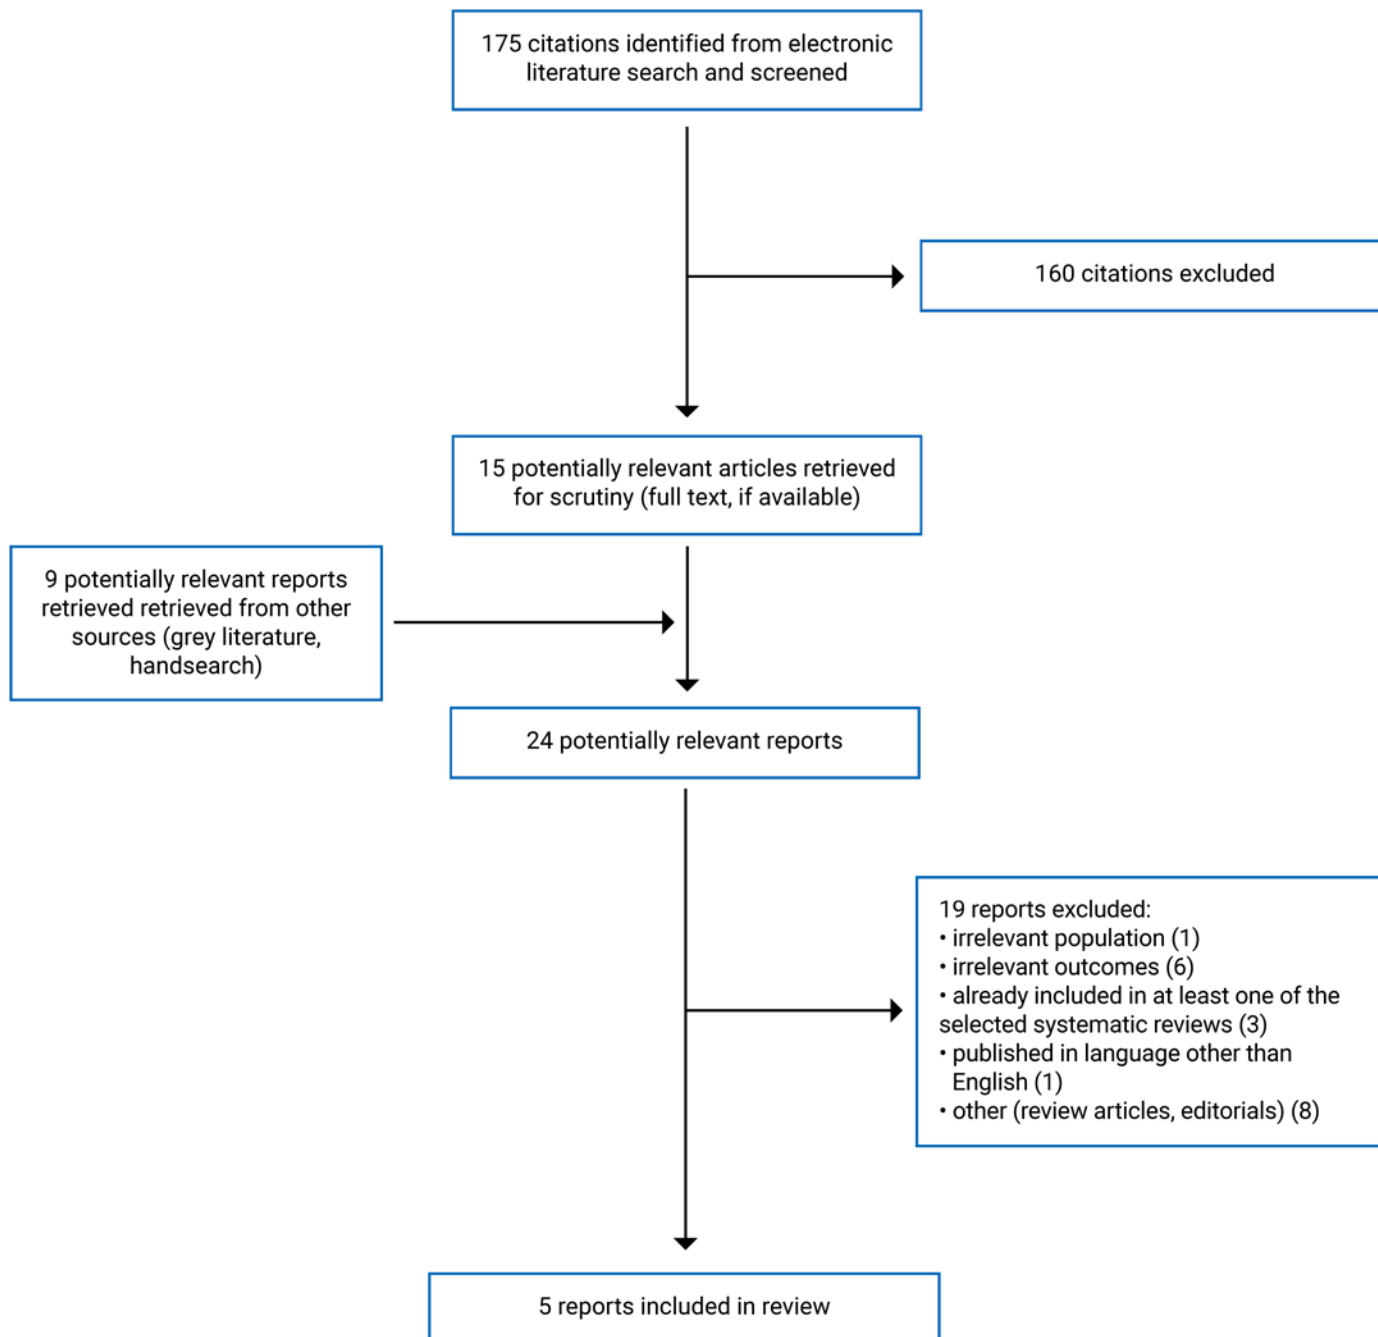 175 citations identified from electronic
literature search and screened
160 citations excluded
15 potentially relevant articles retrieved
for scrutiny (full text, if available)
9 potentially relevant reports
retrieved retrieved from other
sources (grey literature,
handsearch)
24 potentially relevant reports
19 reports excluded:
• irrelevant population (1)
• irrelevant outcomes (6)
• already included in at least one of the
selected systematic reviews (3)
• published in language other than
English (1)
• other (review articles, editorials) (8)
5 reports included in review